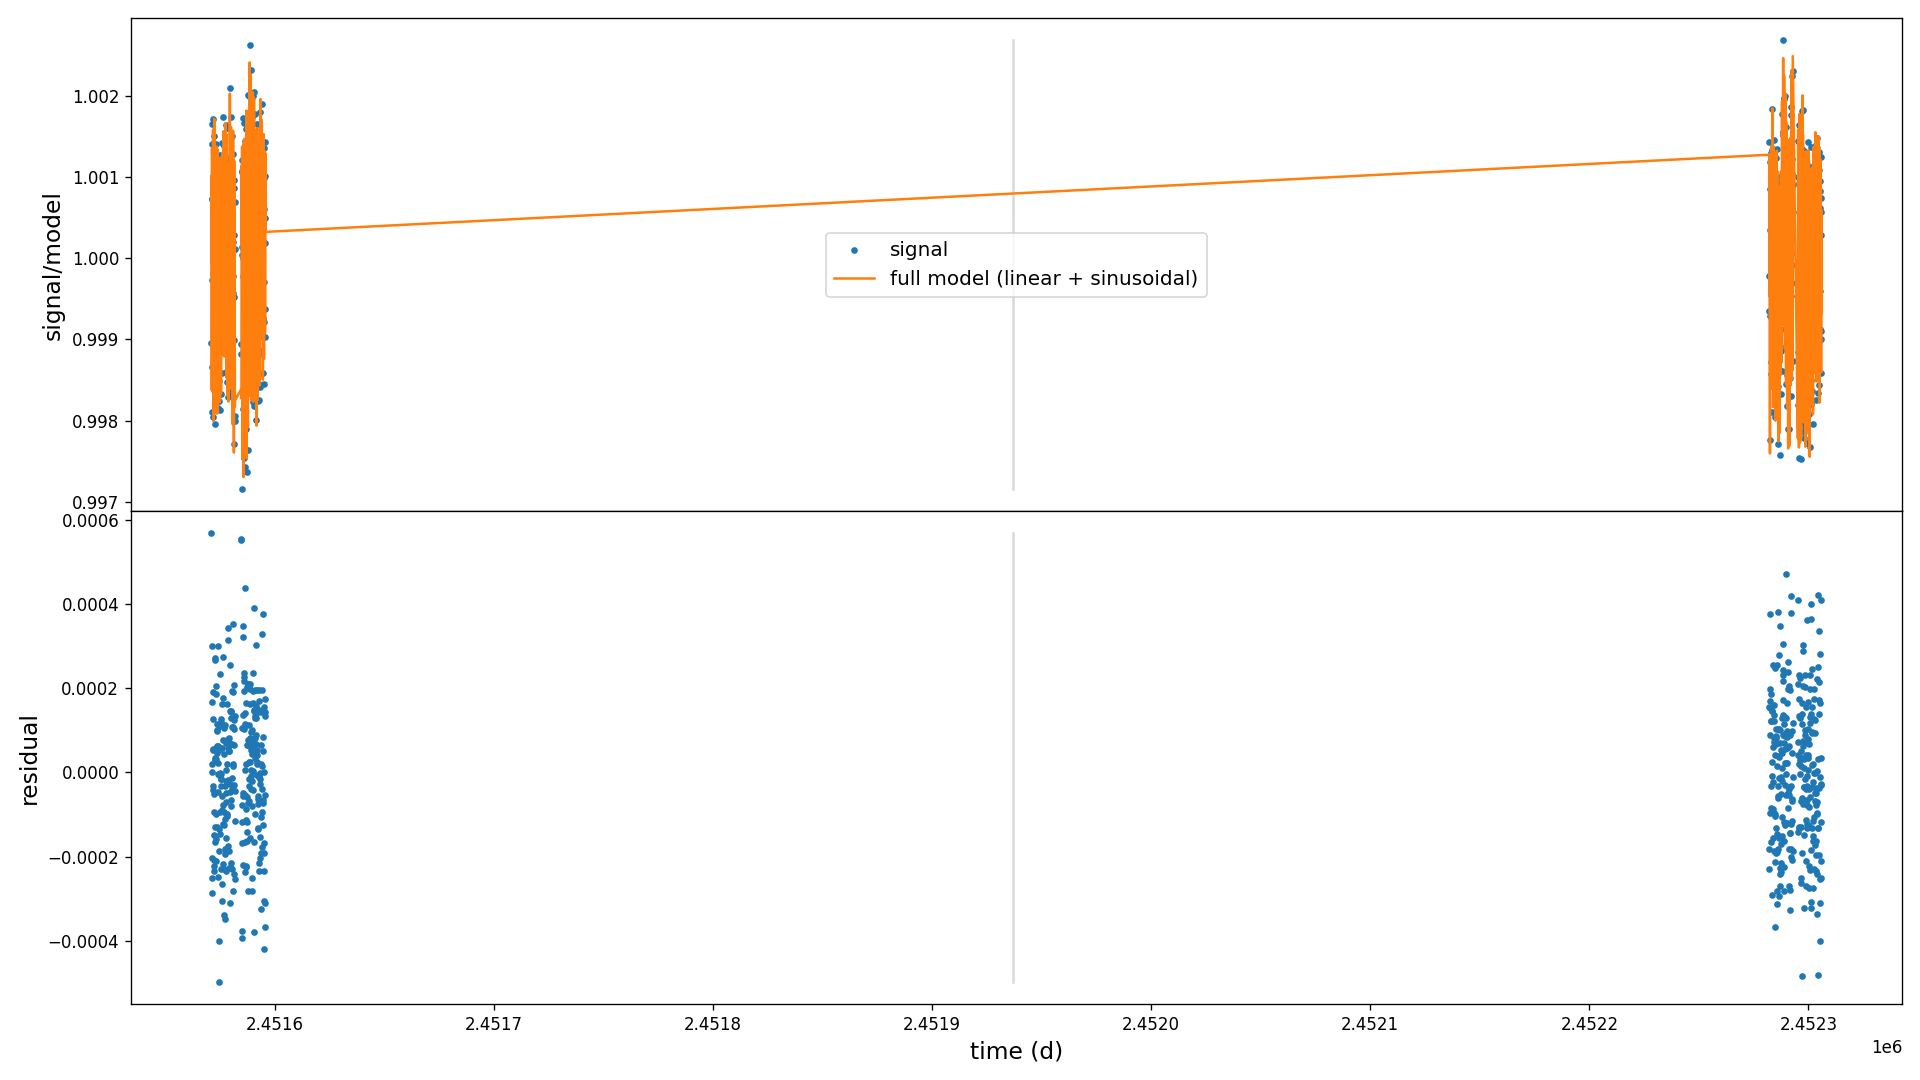 1.002
1.001
1.000
0.999
0.998
0.997
signal/model
signal
full model (linear + sinusoidal)
0.0006
0.0004
0.0002
0.0000
−0.0002
−0.0004
residual
2.4516 2.4517 2.4518 2.4519 2.4520 2.4521 2.4522 2.4523
1e6
time (d)